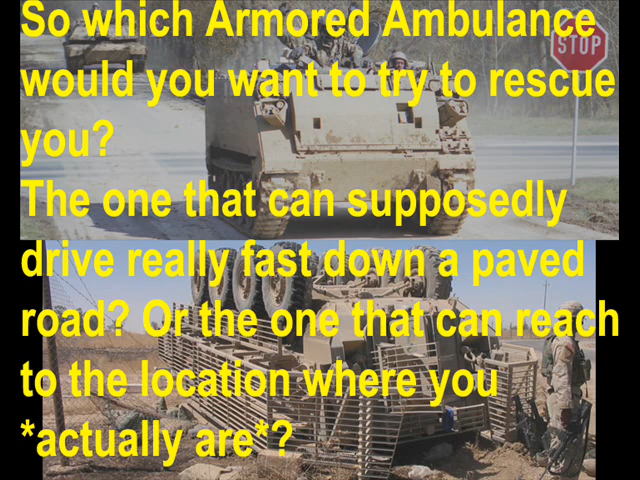 So which Armored Ambulance
would you want to try to rescue
you?
The one that can supposedly
drive really fast down a paved
road? Or the one that can reach
to the location where you
*actually are*?
STOP